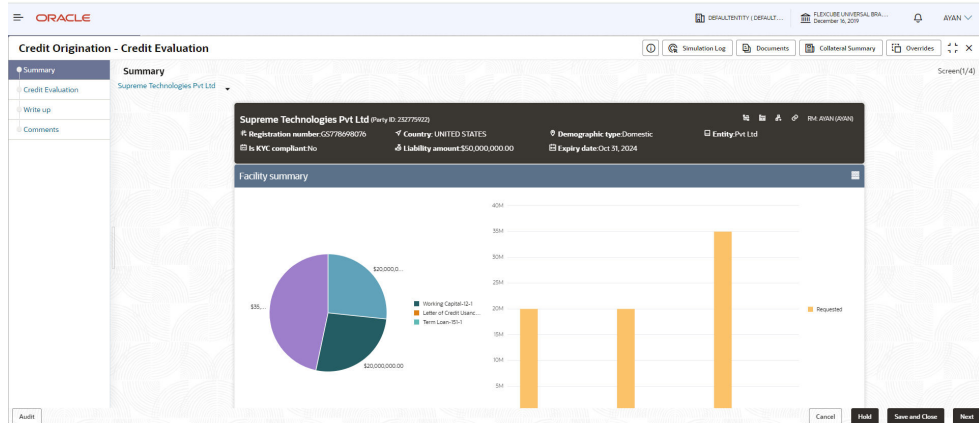 ORACLE
DEFAULTENTITY ( DEFAULT....
FLEXCUBE UNIVERSAL BRA....
December 16, 2019
AYAN
Credit Origination - Credit Evaluation
Simulation Log
Documents
Collateral Summary
Overrides
Summary
Credit Evaluation
Write up
Comments
Summary
Screen(1/4)
Supreme Technologies Pvt Ltd
Supreme Technologies Pvt Ltd (Party ID: 232775922)
RM: AYAN (AYAN)
Registration number:GS778698076
Country: UNITED STATES
Demographic type:Domestic
Entity:Pvt Ltd
Is KYC compliant:No
Liability amount:$50,000,000.00
Expiry date:Oct 31, 2024
Facility summary
$20,000,0...
$35,...
$20,000,000.00
Working Capital-12-1
Letter of Credit Usanc...
Term Loan-151-1
40M
35M
30M
25M
20M
15M
10M
5M
Requested
Audit
Cancel
Hold
Save and Close
Next